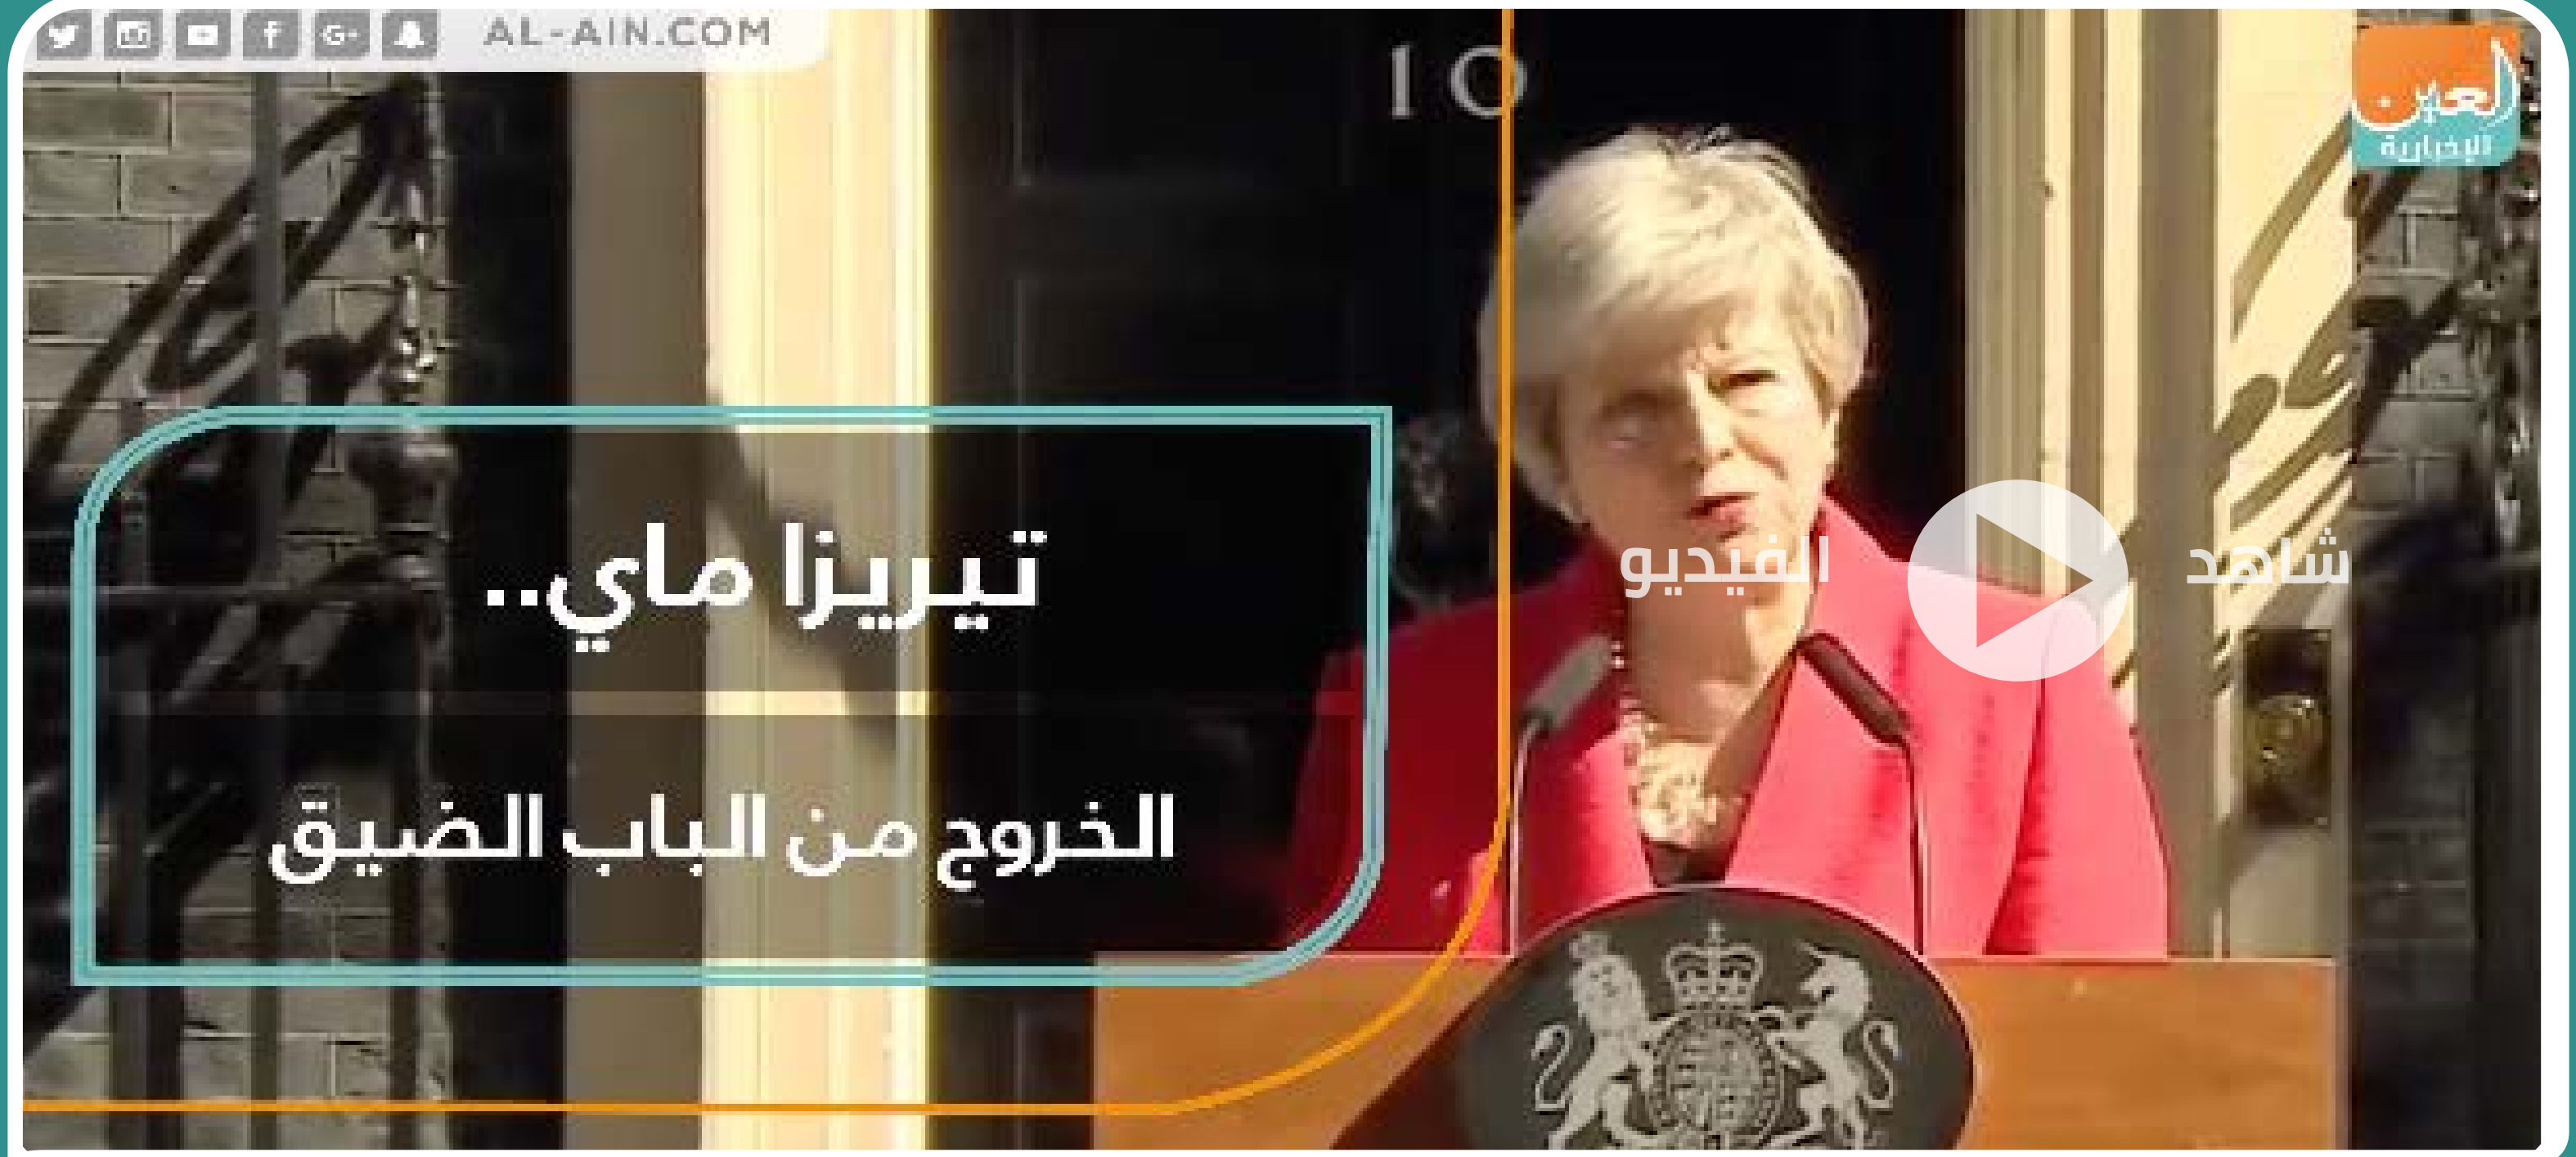 AL-AIN.COM
10
العين
الإخبارية
شاهد الفيديو
تيريزا ماي..
الخروج من الباب الضيق